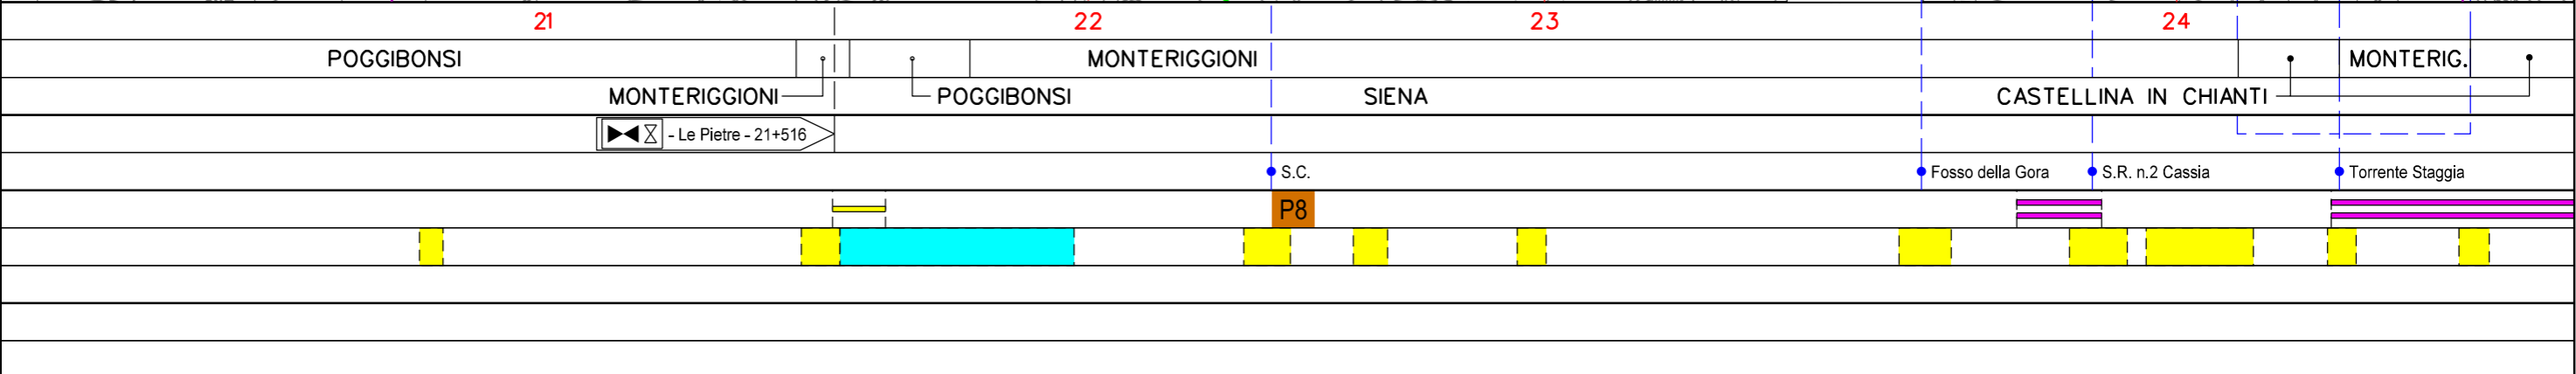 21 22 23 24
POGGIBONSI MONTERIGGIONI MONTERIG.
MONTERIGGIONI POGGIBONSI SIENA CASTELLINA IN CHIANTI
- Le Pietre - 21+516
S.C. Fosso della Gora S.R. n.2 Cassia Torrente Staggia
P8